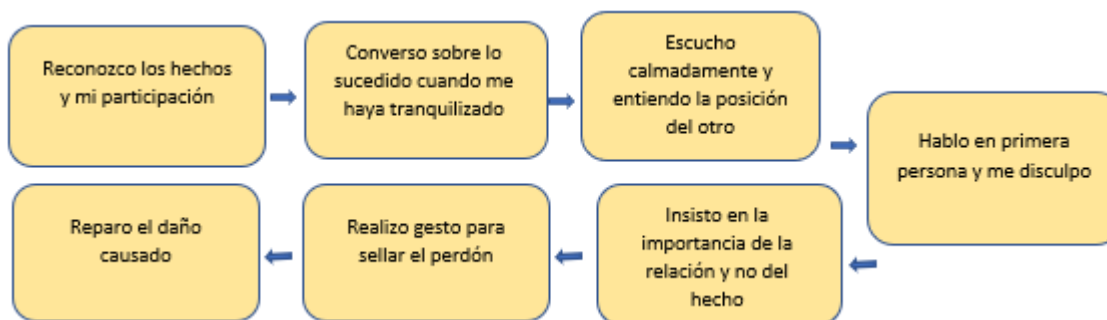 Reconozco los hechos
y mi participación
Converso sobre lo
sucedido cuando me
haya tranquilizado
Escucho
calmadamente y
entiendo la posición
del otro
Hablo en primera
persona y me disculpo
Insisto en la
importancia de la
relación y no del
hecho
Realizo gesto para
sellar el perdón
Reparo el daño
causado